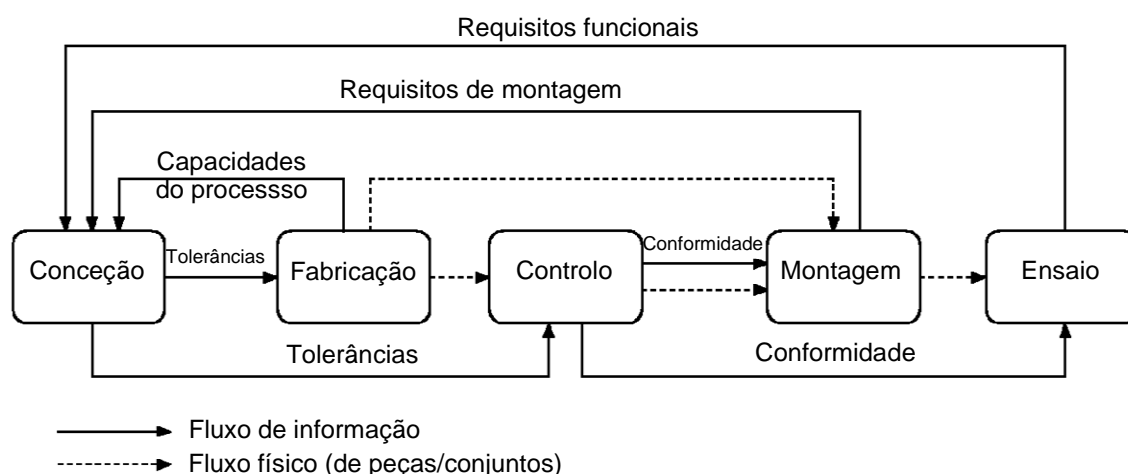 Requisitos funcionais
Requisitos de montagem
Capacidades
do processso
Conceção
Tolerâncias
Fabricação
Controlo
Conformidade
Montagem
Ensaio
Tolerâncias
Conformidade
Fluxo de informação
Fluxo físico (de peças/conjuntos)